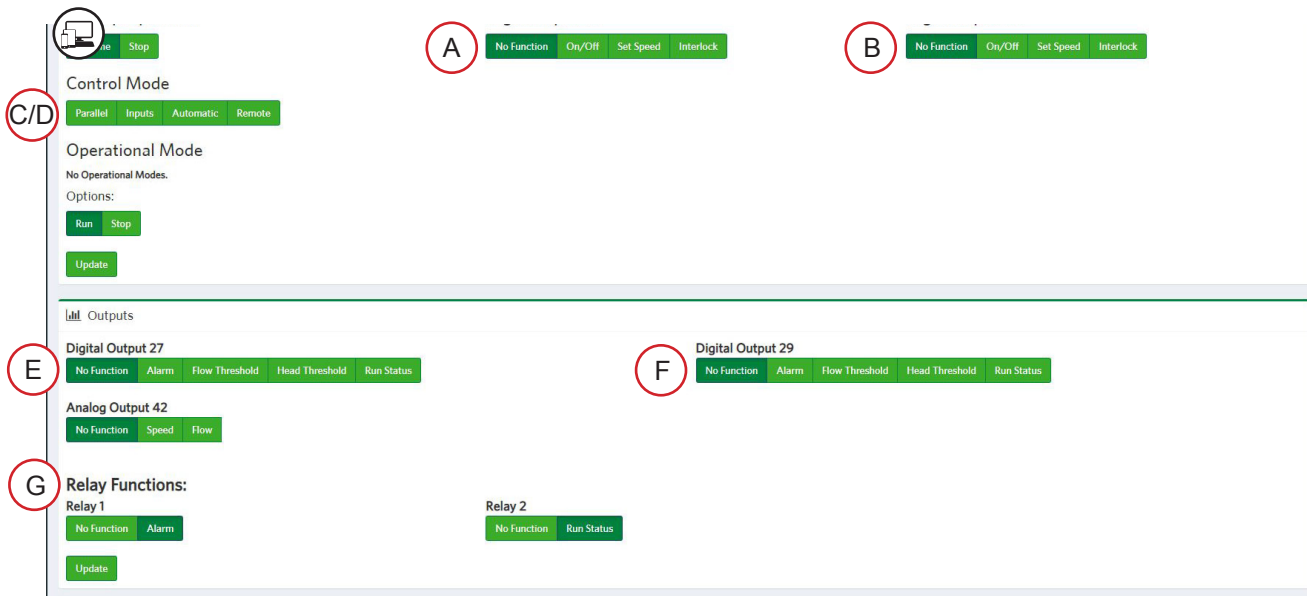 Stop
A
No Function On/Off Set Speed Interlock
B
No Function On/Off Set Speed Interlock
Control Mode
C/D
Parallel Inputs Automatic Remote
Operational Mode
No Operational Modes.
Options:
Run Stop
Update
Outputs
Digital Output 27
Digital Output 29
E
No Function Alarm Flow Threshold Head Threshold Run Status
F
No Function Alarm Flow Threshold Head Threshold Run Status
Analog Output 42
No Function Speed Flow
G
Relay Functions:
Relay 1
Relay 2
No Function Alarm
No Function Run Status
Update